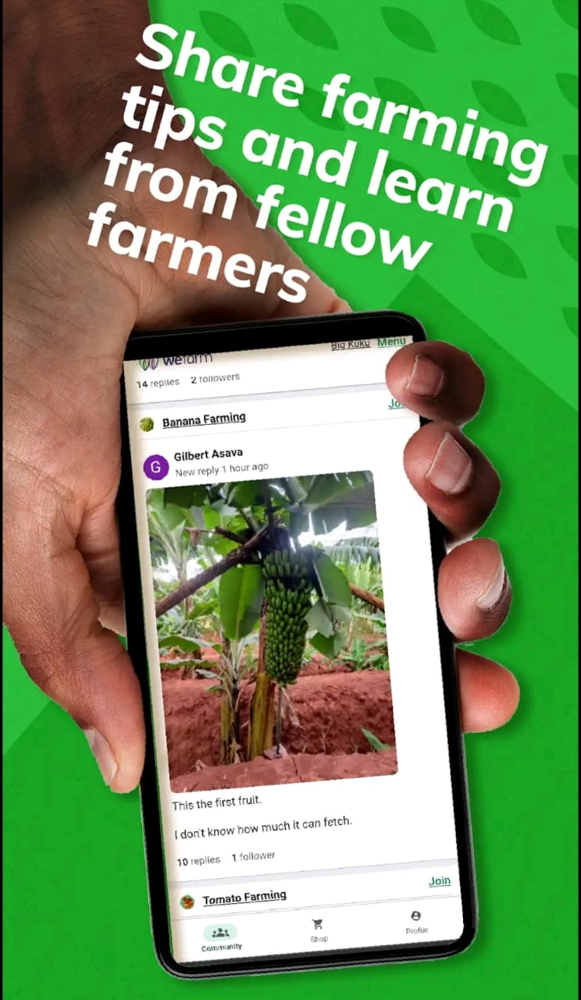 Share farming
tips and learn
from fellow
farmers
Big Kuku Menu
wefarm
14 replies 2 followers
Join
Banana Farming
G
Gilbert Asava
New reply 1 hour ago
This the first fruit.
I don't know how much it can fetch.
10 replies 1 follower
Tomato Farming
Join
Community
Shop
Profile